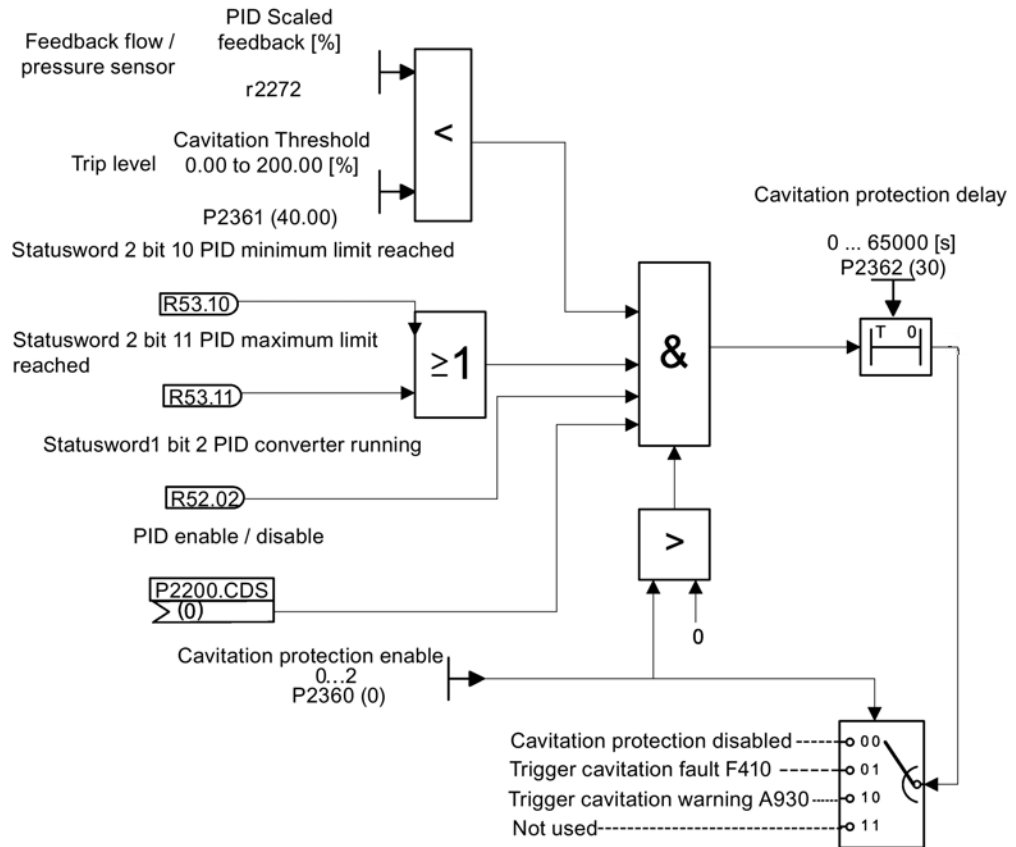 PID Scaled
feedback [%]
Feedback flow /
pressure sensor
r2272
<
Cavitation Threshold
0.00 to 200.00 [%]
Trip level
P2361 (40.00)
Cavitation protection delay
0 ... 65000 [s]
P2362 (30)
Statusword 2 bit 10 PID minimum limit reached
R53.10
T 0
Statusword 2 bit 11 PID maximum limit
reached
≥1
&
R53.11
Statusword1 bit 2 PID converter running
R52.02
PID enable / disable
>
P2200.CDS
(0)
0
Cavitation protection enable
0...2
P2360 (0)
Cavitation protection disabled 00
Trigger cavitation fault F410 01
Trigger cavitation warning A930 10
Not used 11